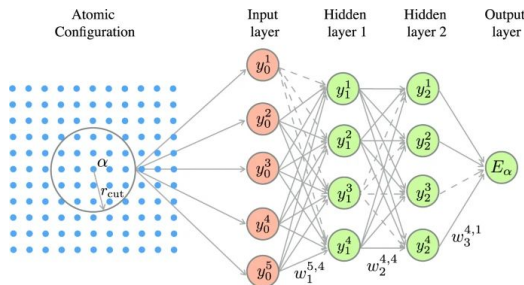 Atomic
Configuration
Input
layer
Hidden
layer 1
Hidden
layer 2
Output
layer
α
r_cut
y_0^1
y_0^2
y_0^3
y_0^4
y_0^5
w_1^{5,4}
y_1^1
y_1^2
y_1^3
y_1^4
w_2^{4,4}
y_2^1
y_2^2
y_2^3
y_2^4
w_3^{4,1}
E_α